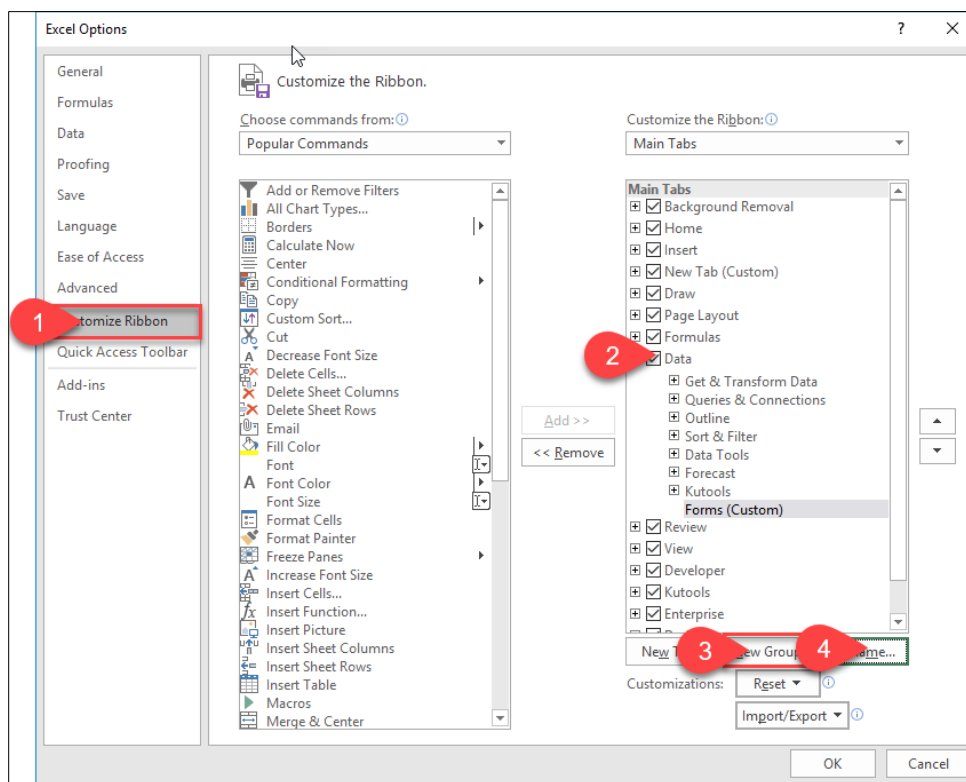 Excel Options
?
General
Formulas
Data
Proofing
Save
Language
Ease of Access
Advanced
1
tomize Ribbon
Quick Access Toolbar
Add-ins
Trust Center
Customize the Ribbon.
Choose commands from:
Popular Commands
Add or Remove Filters
All Chart Types...
Borders
Calculate Now
Center
Conditional Formatting
Copy
Custom Sort...
Cut
Decrease Font Size
Delete Cells...
Delete Sheet Columns
Delete Sheet Rows
Email
Fill Color
Font
Font Color
Font Size
Format Cells
Format Painter
Freeze Panes
Increase Font Size
Insert Cells...
Insert Function...
Insert Picture
Insert Sheet Columns
Insert Sheet Rows
Insert Table
Macros
Merge & Center
Add >>
<< Remove
Customize the Ribbon:
Main Tabs
Main Tabs
Background Removal
Home
Insert
New Tab (Custom)
Draw
Page Layout
Formulas
2
Data
Get & Transform Data
Queries & Connections
Outline
Sort & Filter
Data Tools
Forecast
Kutools
Forms (Custom)
Review
View
Developer
Kutools
Enterprise
New 3 ew Group 4 ame...
Customizations: Reset
Import/Export
OK Cancel